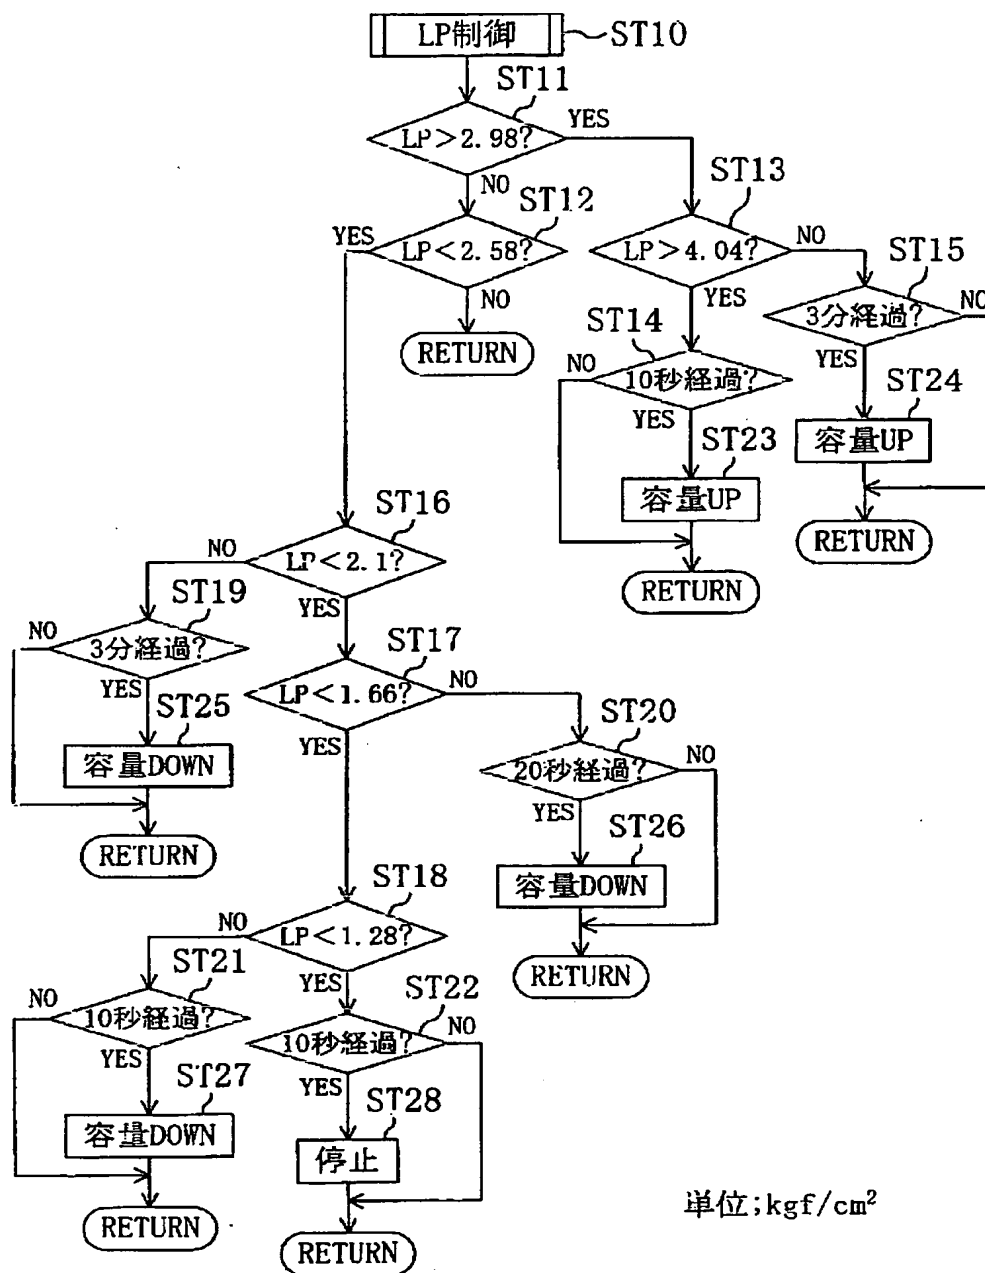 LP制御
ST10
ST11
LP>2.98?
YES
NO
ST12
ST13
YES
LP<2.58?
LP>4.04?
NO
ST15
NO
YES
3分経過?
NO
RETURN
ST14
NO
10秒経過?
YES
ST24
YES
容量UP
ST23
容量UP
ST16
RETURN
NO
LP<2.1?
RETURN
ST19
YES
NO
3分経過?
ST17
YES
LP<1.66?
NO
ST25
ST20
YES
容量DOWN
20秒経過?
NO
YES
RETURN
ST26
ST18
容量DOWN
NO
LP<1.28?
ST21
YES
RETURN
NO
ST22
10秒経過?
10秒経過?
NO
YES
YES
ST27
ST28
容量DOWN
停止
RETURN
RETURN
単位;kgf/cm²